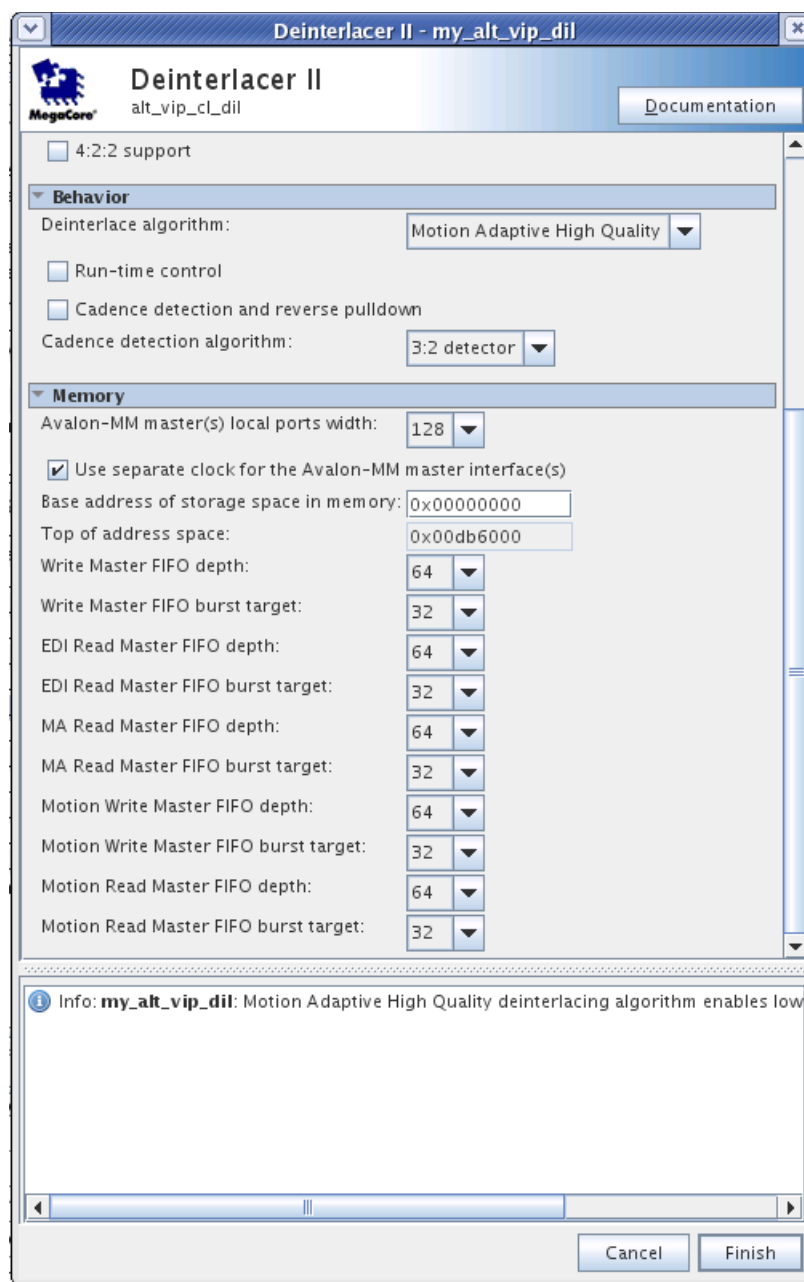 Deinterlacer II - my_alt_vip_dil
MegaCore®
Deinterlacer II
alt_vip_cl_dil
Documentation
4:2:2 support
Behavior
Deinterlace algorithm: Motion Adaptive High Quality
Run-time control
Cadence detection and reverse pulldown
Cadence detection algorithm: 3:2 detector
Memory
Avalon-MM master(s) local ports width: 128
Use separate clock for the Avalon-MM master interface(s)
Base address of storage space in memory: 0x00000000
Top of address space: 0x00db6000
Write Master FIFO depth: 64
Write Master FIFO burst target: 32
EDI Read Master FIFO depth: 64
EDI Read Master FIFO burst target: 32
MA Read Master FIFO depth: 64
MA Read Master FIFO burst target: 32
Motion Write Master FIFO depth: 64
Motion Write Master FIFO burst target: 32
Motion Read Master FIFO depth: 64
Motion Read Master FIFO burst target: 32
Info: my_alt_vip_dil: Motion Adaptive High Quality deinterlacing algorithm enables low
Cancel Finish